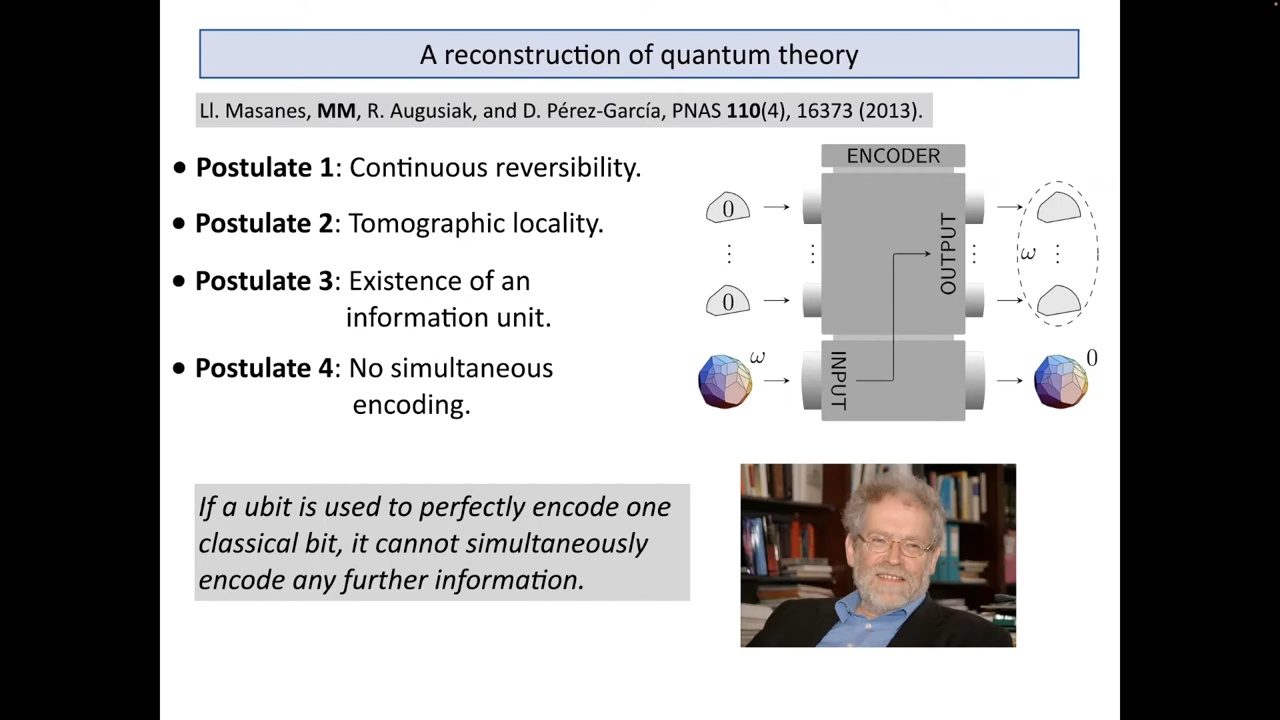 A reconstruction of quantum theory
Ll. Masanes, MM, R. Augusiak, and D. Pérez-García, PNAS 110(4), 16373 (2013).
• Postulate 1: Continuous reversibility.
• Postulate 2: Tomographic locality.
• Postulate 3: Existence of an
information unit.
• Postulate 4: No simultaneous
encoding.
If a ubit is used to perfectly encode one
classical bit, it cannot simultaneously
encode any further information.
ENCODER
0
⋮
0
ω
INPUT
OUTPUT
⋮
⋮
ω ⋮
0